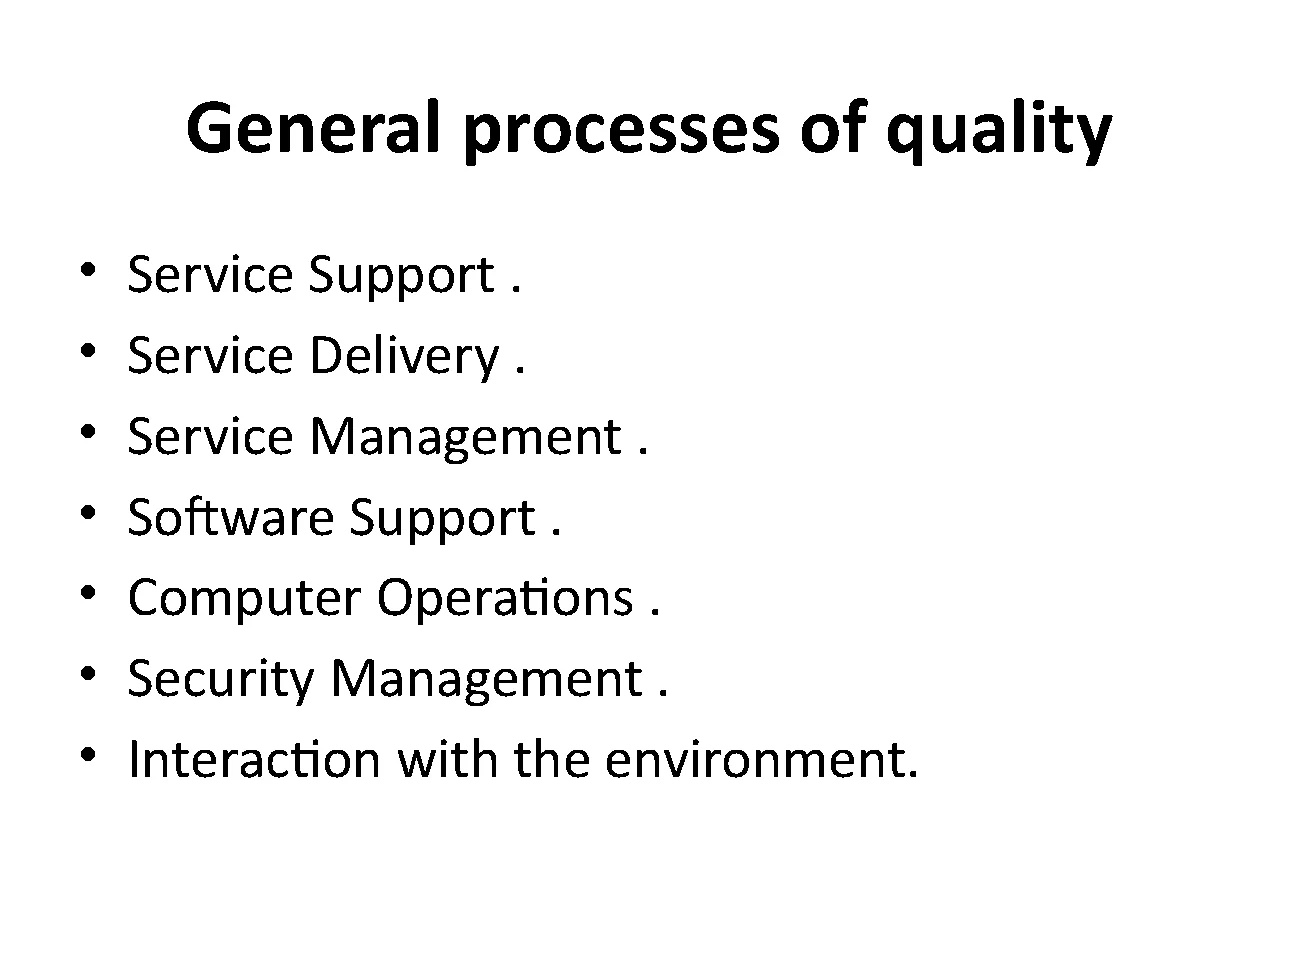 General processes of quality
• Service Support .
• Service Delivery .
• Service Management .
• Software Support .
• Computer Operations .
• Security Management .
• Interaction with the environment.